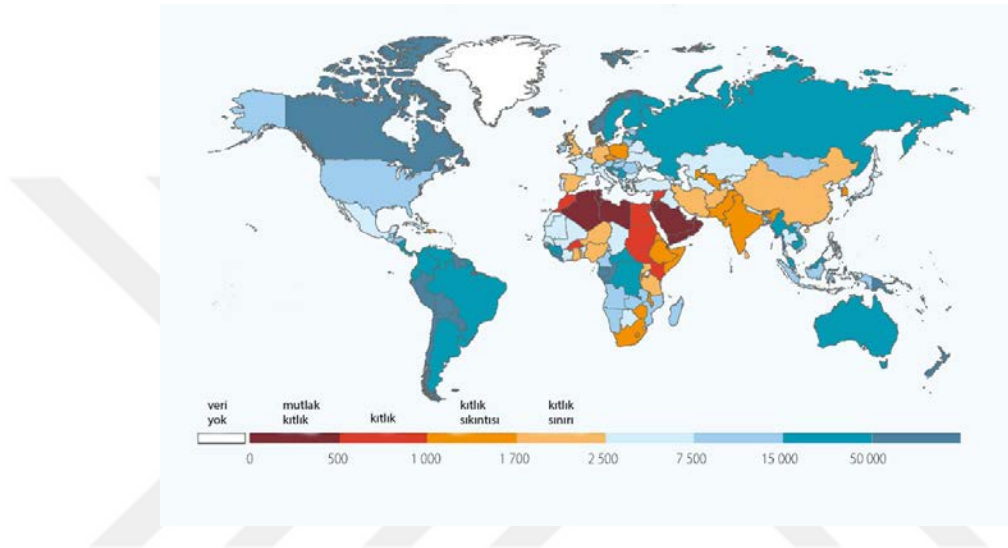 veri
yok
mutlak
kıtlık
kıtlık
kıtlık
sıkıntısı
kıtlık
sınırı
0
500
1 000
1 700
2 500
7 500
15 000
50 000